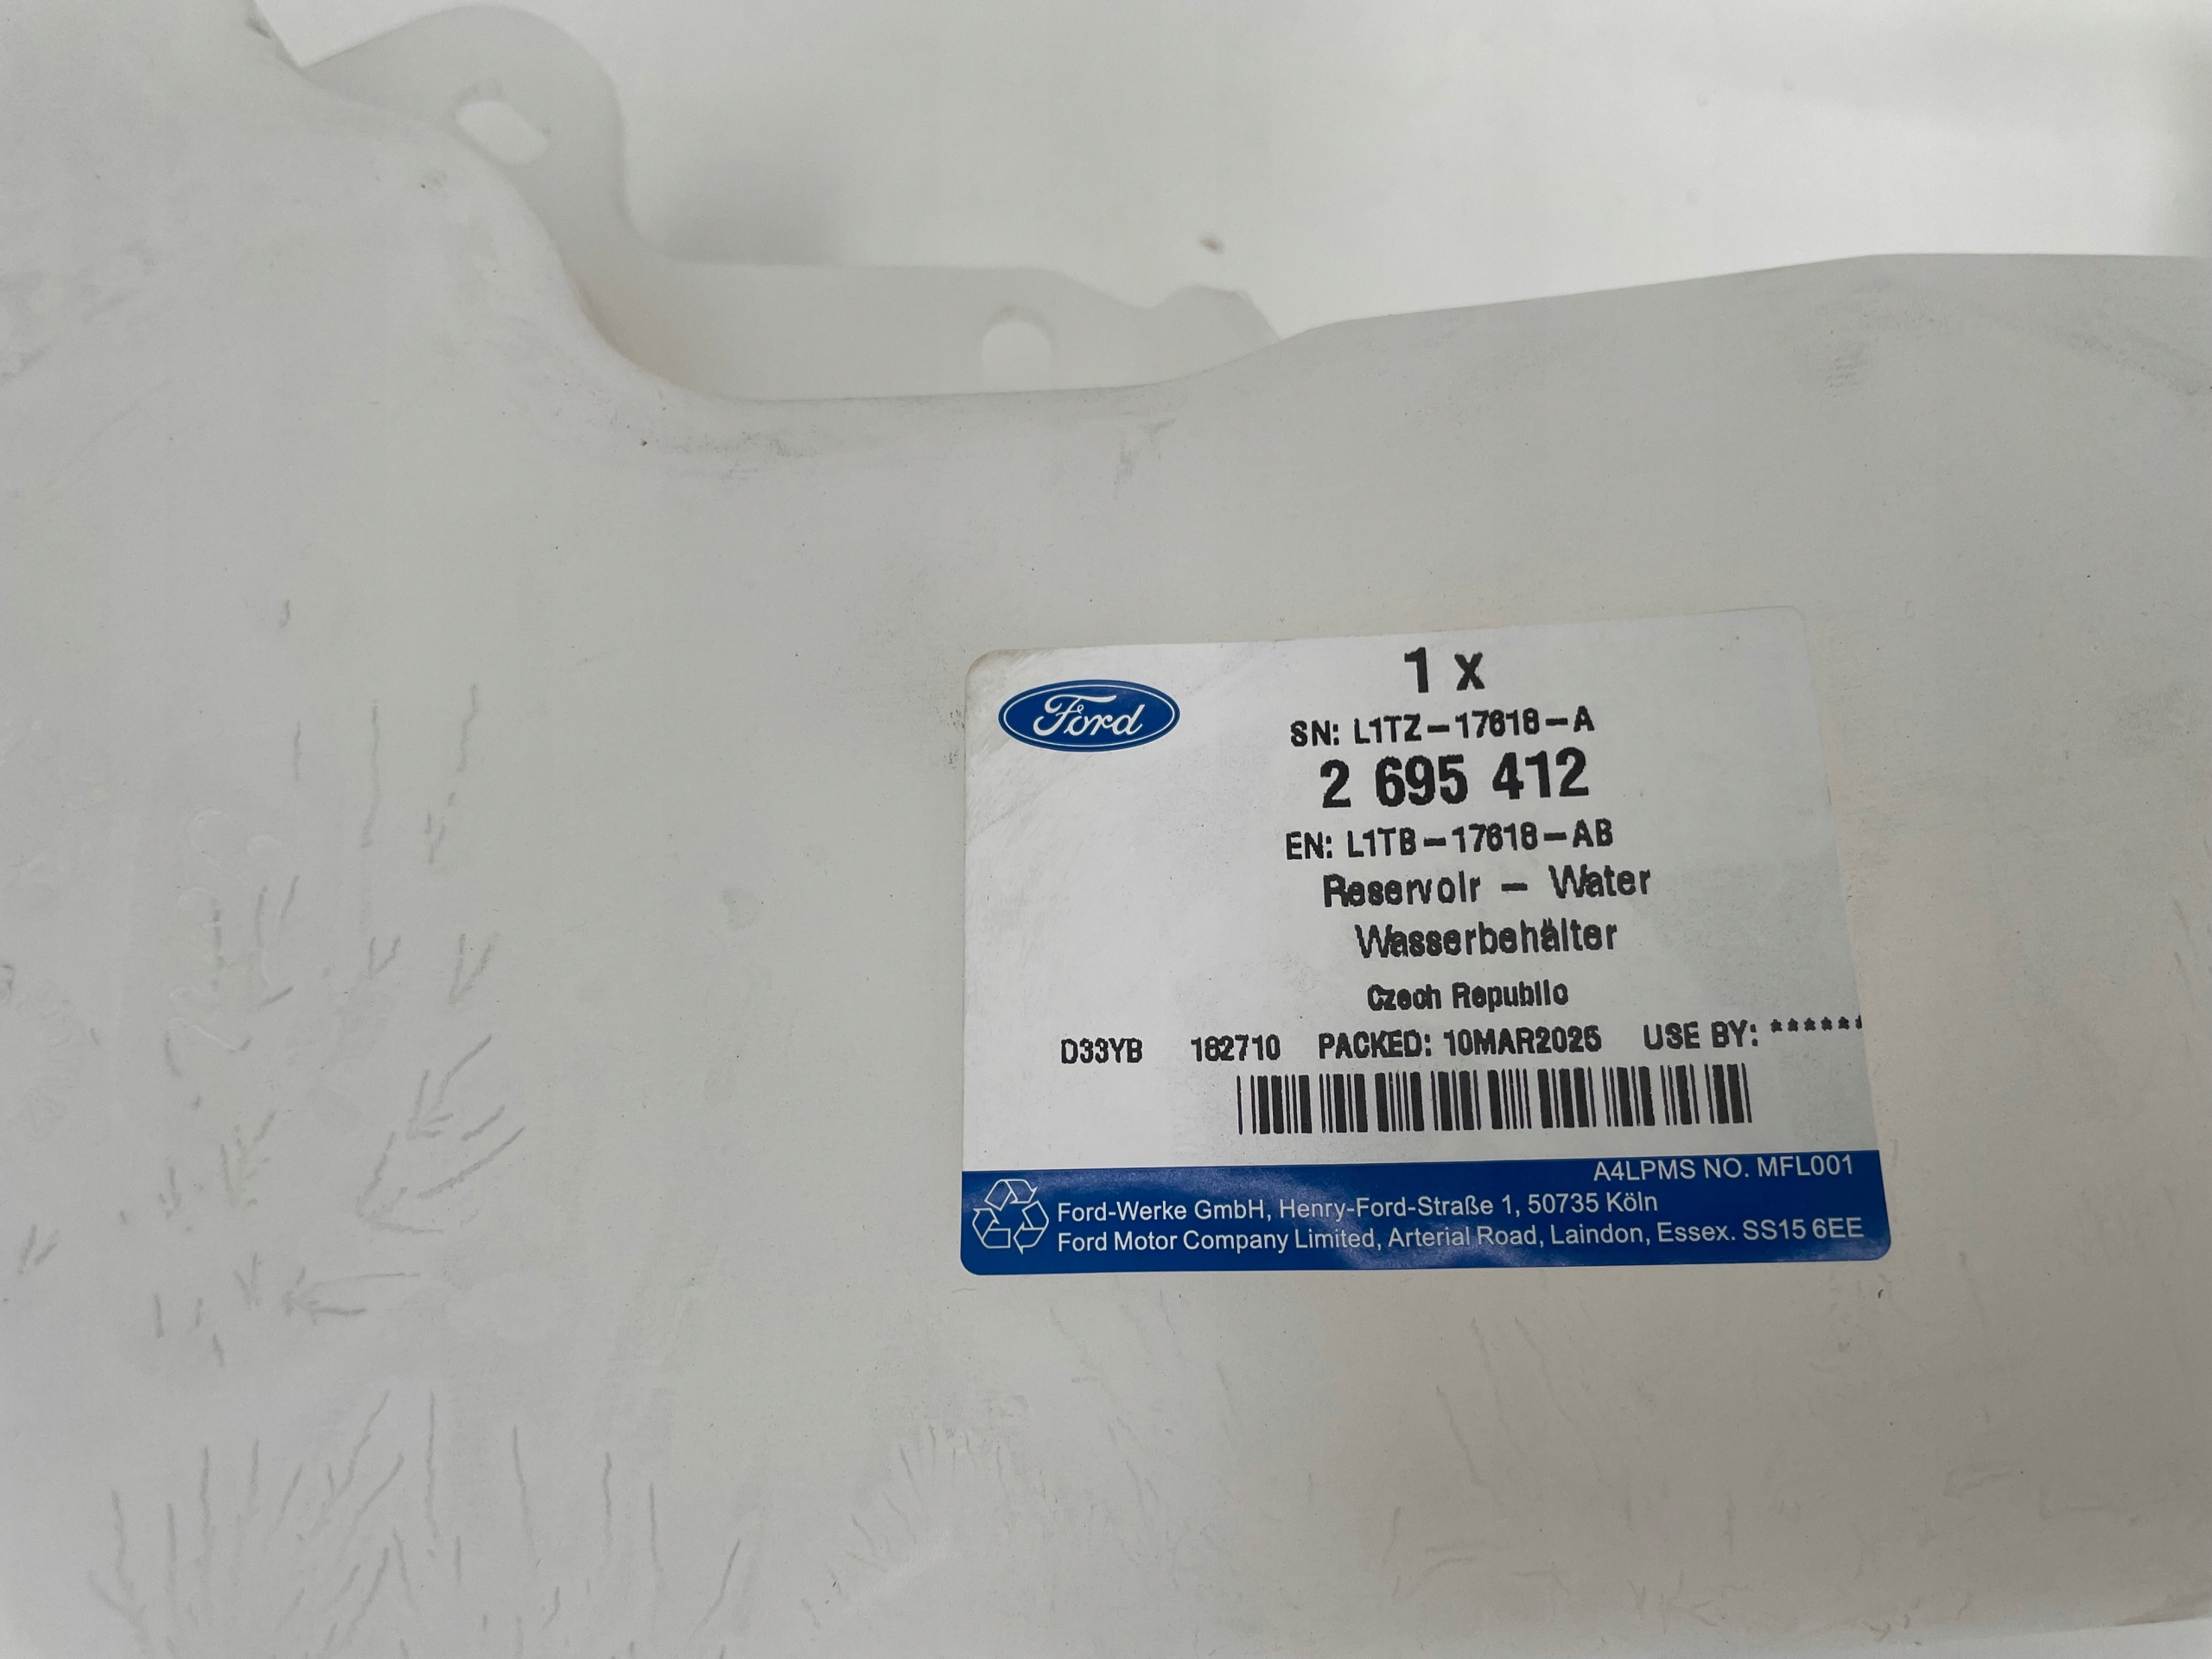 Ford
1 x
SN: L1TZ-17618-A
2 695 412
EN: L1TB-17618-AB
Reservoir - Water
Wasserbehälter
Czech Republic
D33YB 182710 PACKED: 10MAR2025 USE BY: ******
A4LPMS NO. MFL001
Ford-Werke GmbH, Henry-Ford-Straße 1, 50735 Köln
Ford Motor Company Limited, Arterial Road, Laindon, Essex. SS15 6EE